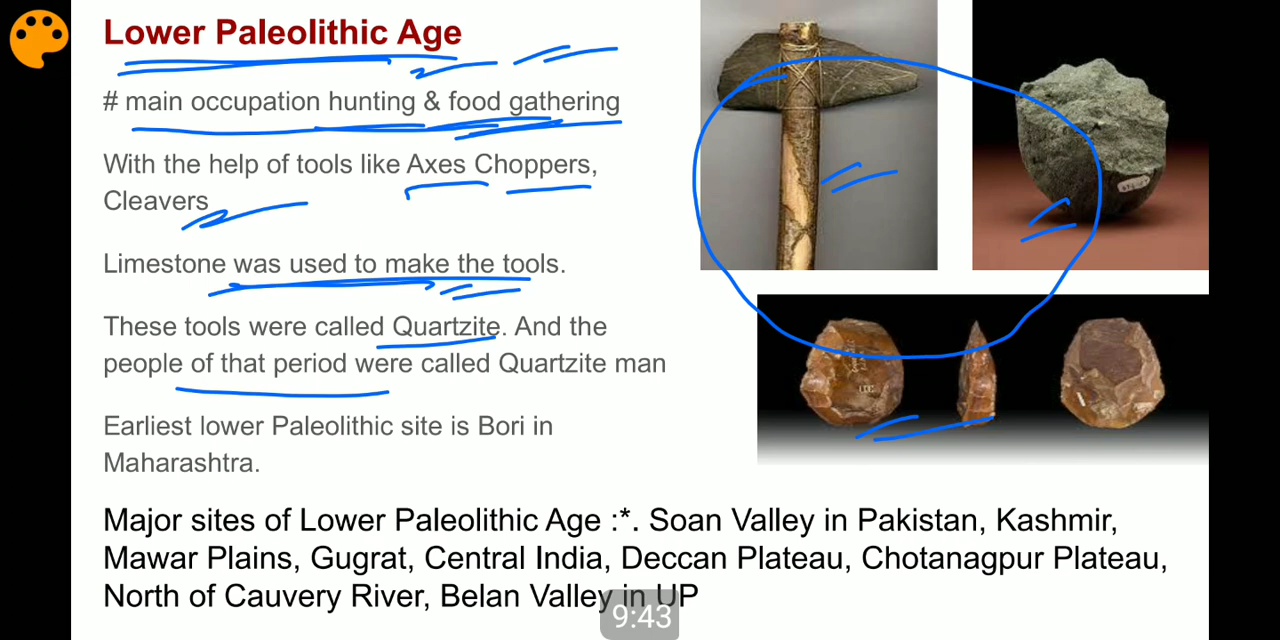 Lower Paleolithic Age
# main occupation hunting & food gathering
With the help of tools like Axes Choppers,
Cleavers
Limestone was used to make the tools.
These tools were called Quartzite. And the
people of that period were called Quartzite man
Earliest lower Paleolithic site is Bori in
Maharashtra.
Major sites of Lower Paleolithic Age :*. Soan Valley in Pakistan, Kashmir,
Mawar Plains, Gugrat, Central India, Deccan Plateau, Chotanagpur Plateau,
North of Cauvery River, Belan Valley in UP
9:43